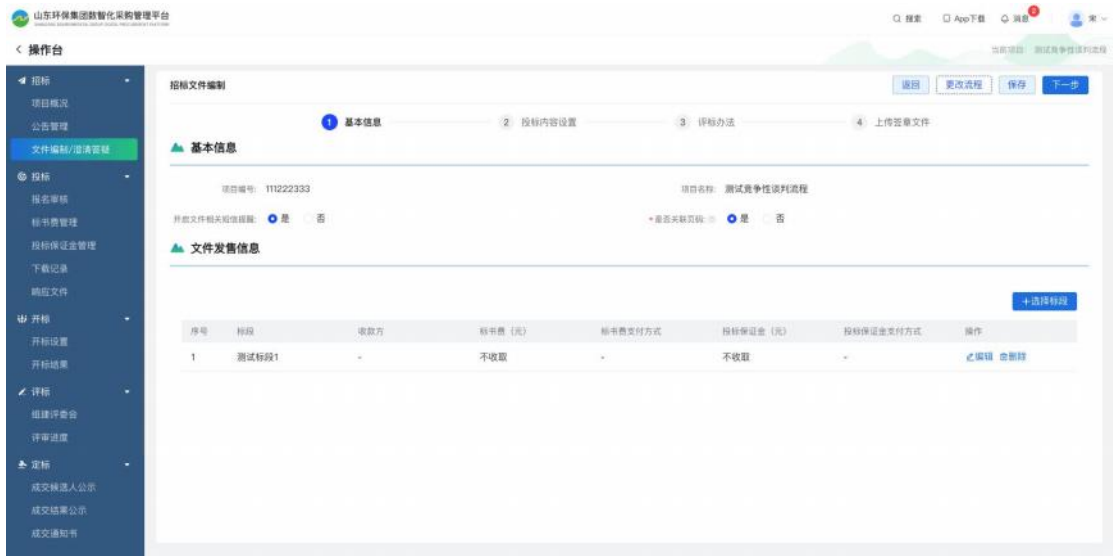 山东环保集团数智化采购管理平台
搜索 App下载 消息 宋
操作台
当前项目: 测试竞争性谈判流程
招标
项目概况
公告管理
文件编制/澄清答疑
投标
报名审核
标书费管理
投标保证金管理
下载记录
响应文件
开标
开标设置
开标结果
评标
组建评委会
评审进度
定标
成交候选人公示
成交结果公示
成交通知书
招标文件编制
返回 更改流程 保存 下一步
1 基本信息 2 投标内容设置 3 评标办法 4 上传签章文件
基本信息
项目编号: 111222333 项目名称: 测试竞争性谈判流程
开启文件相关短信提醒: 是 否 *是否关联页码: 是 否
文件发售信息
+选择标段
序号 标段 收款方 标书费（元） 标书费支付方式 投标保证金（元） 投标保证金支付方式 操作
1 测试标段1 - 不收取 - 不收取 - 编辑 删除